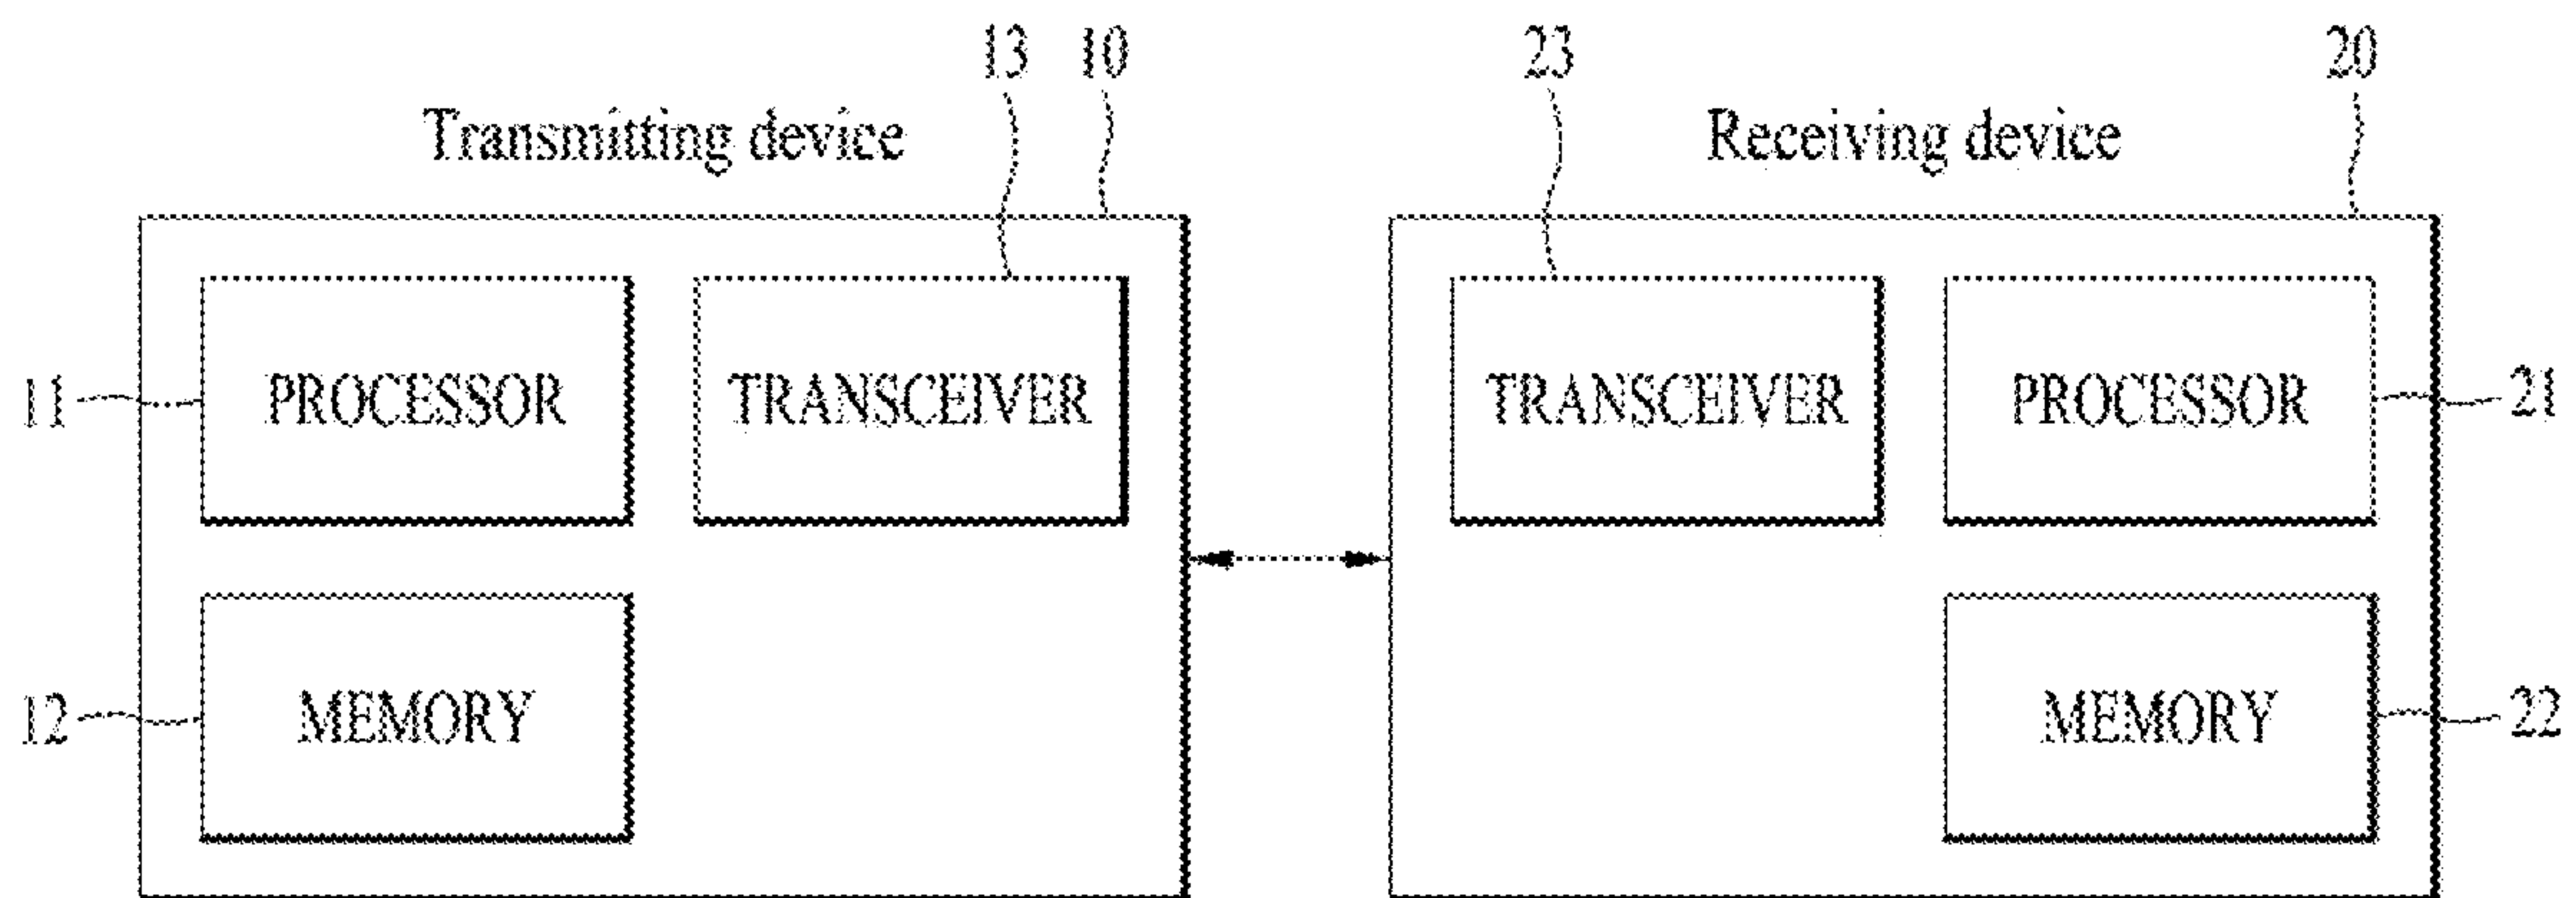 13 10 23 20
Transmitting device Receiving device
11 PROCESSOR TRANSCEIVER TRANSCEIVER PROCESSOR 21
12 MEMORY MEMORY 22